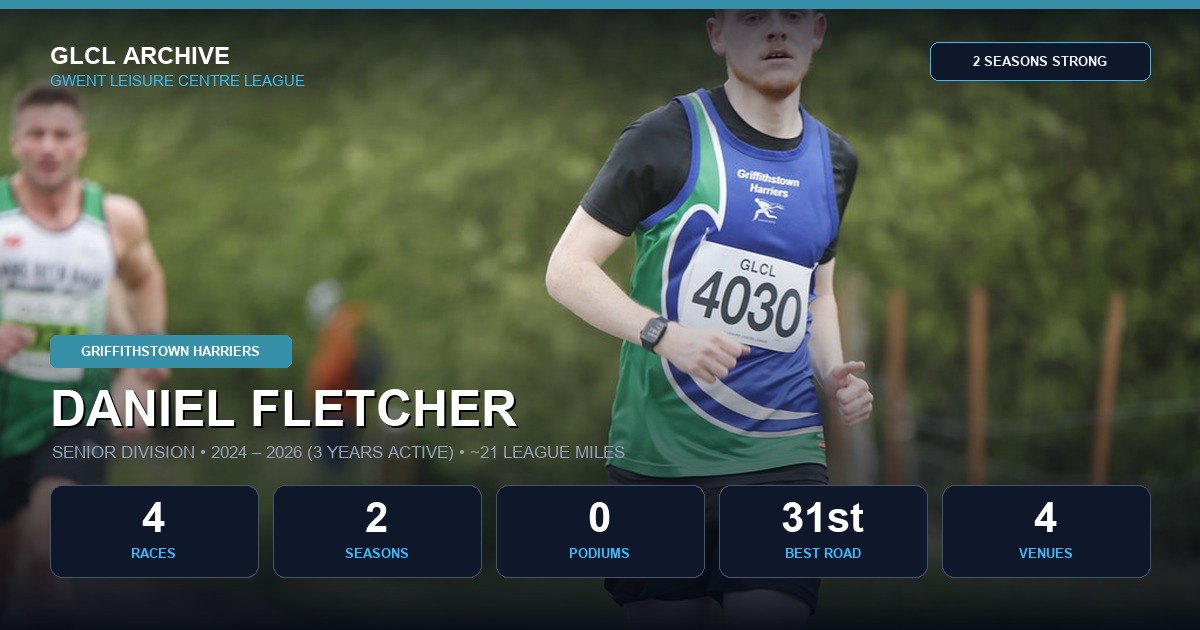 GLCL ARCHIVE
GWENT LEISURE CENTRE LEAGUE
2 SEASONS STRONG
Griffithstown
Harriers
GLCL
4030
GRIFFITHSTOWN HARRIERS
DANIEL FLETCHER
SENIOR DIVISION • 2024 – 2026 (3 YEARS ACTIVE) • ~21 LEAGUE MILES
4
RACES
2
SEASONS
0
PODIUMS
31st
BEST ROAD
4
VENUES